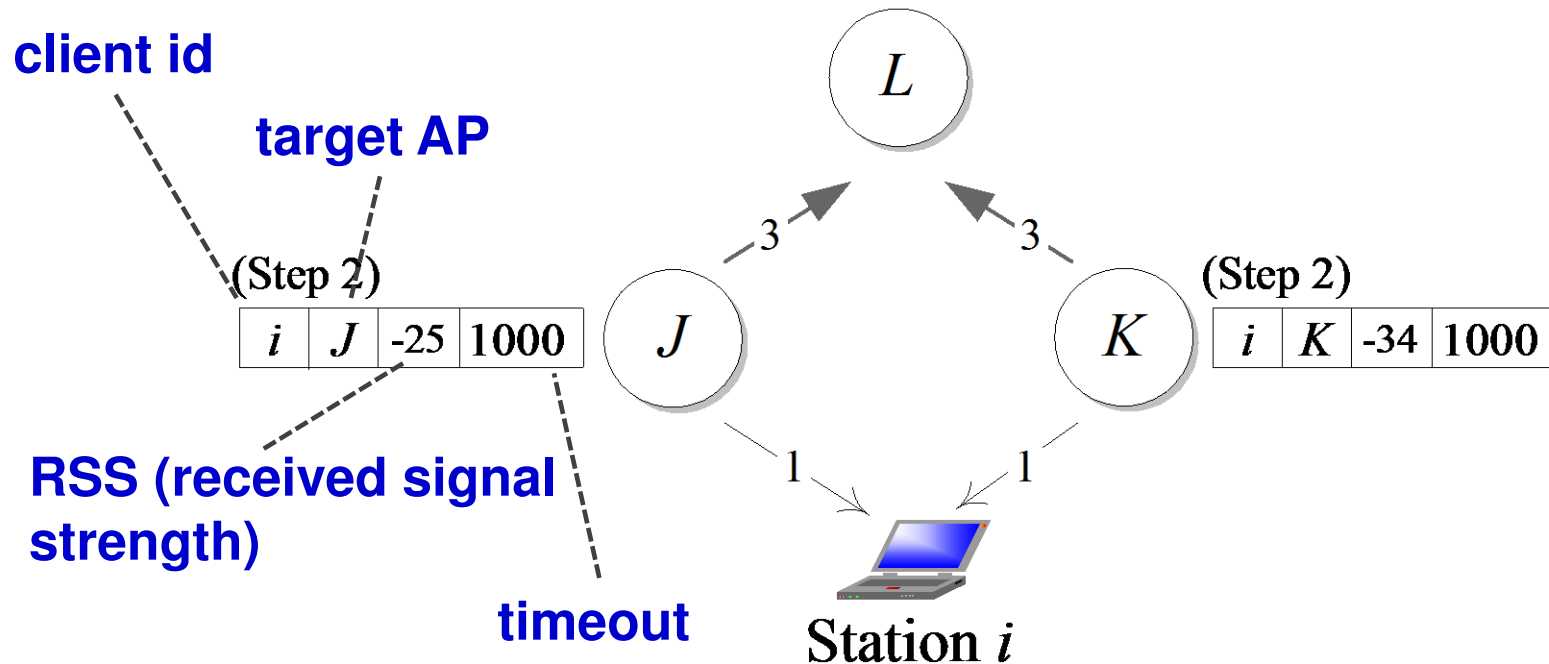 client id
L
target AP
3
3
(Step 2)
(Step 2)
i J -25 1000
J
K
i K -34 1000
1
1
RSS (received signal
strength)
timeout
Station i